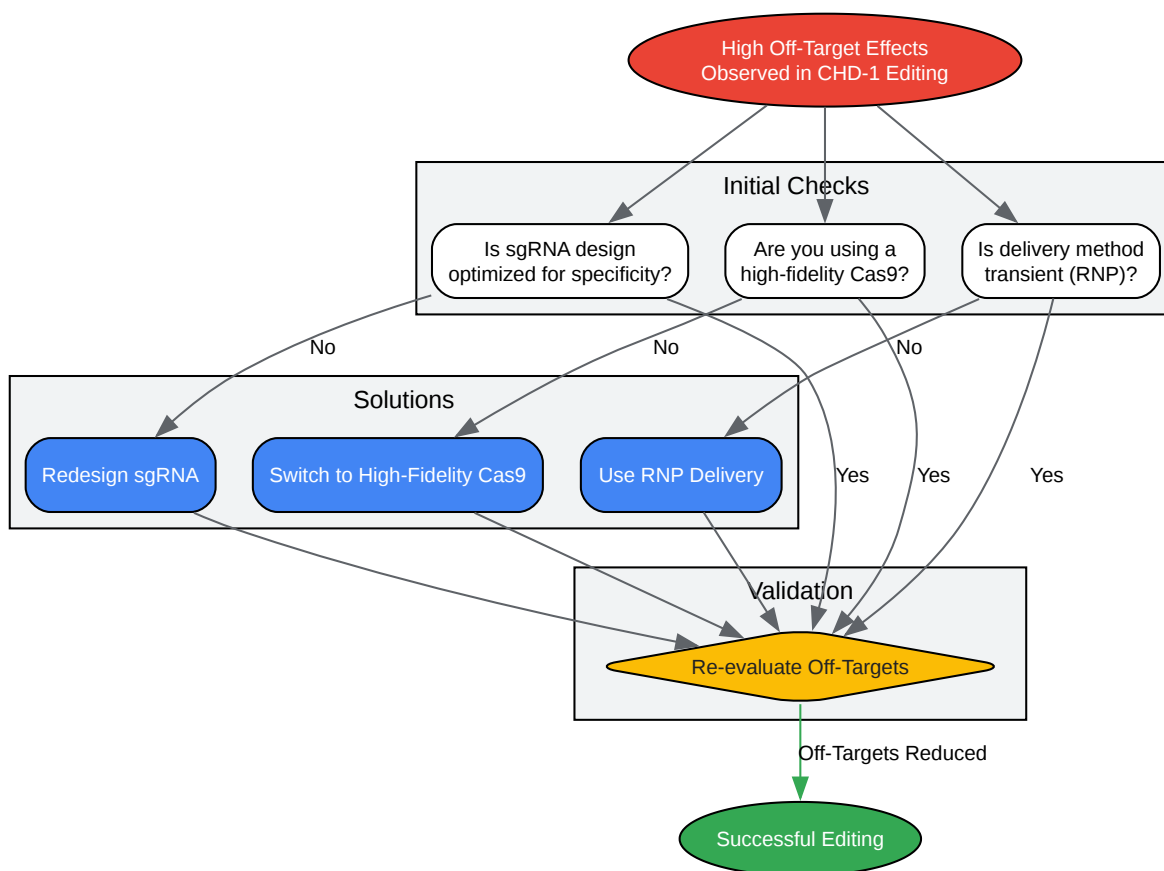 High Off-Target Effects
Observed in CHD-1 Editing
Initial Checks
Is sgRNA design
optimized for specificity?
Are you using a
high-fidelity Cas9?
Is delivery method
transient (RNP)?
No
No
No
Solutions
Redesign sgRNA
Switch to High-Fidelity Cas9
Use RNP Delivery
Yes
Yes
Yes
Validation
Re-evaluate Off-Targets
Off-Targets Reduced
Successful Editing